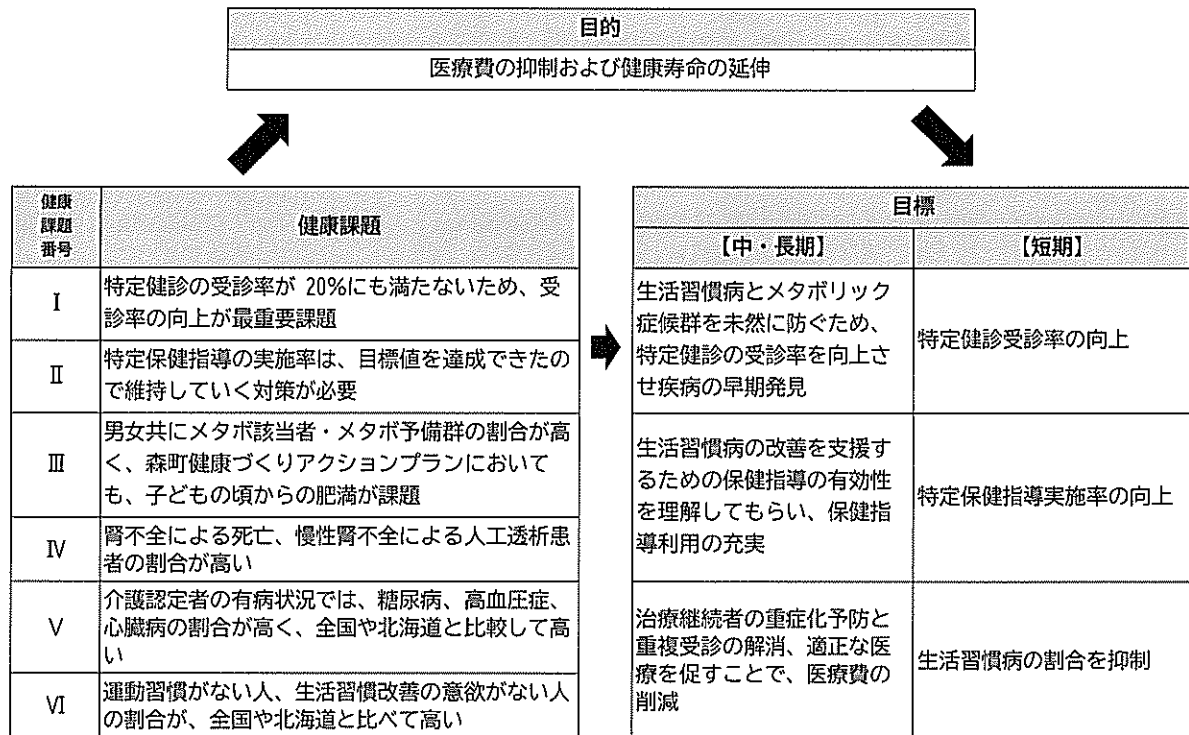 目的
医療費の抑制および健康寿命の延伸
健康
課題
番号
健康課題
Ⅰ
特定健診の受診率が 20%にも満たないため、受
診率の向上が最重要課題
Ⅱ
特定保健指導の実施率は、目標値を達成できたの
で維持していく対策が必要
Ⅲ
男女共にメタボ該当者・メタボ予備群の割合が高
く、森町健康づくりアクションプランにおいて
も、子どもの頃からの肥満が課題
Ⅳ
腎不全による死亡、慢性腎不全による人工透析患
者の割合が高い
Ⅴ
介護認定者の有病状況では、糖尿病、高血圧症、
心臓病の割合が高く、全国や北海道と比較して高
い
Ⅵ
運動習慣がない人、生活習慣改善の意欲がない人
の割合が、全国や北海道と比べて高い
目標
【中・長期】
【短期】
生活習慣病とメタボリック
症候群を未然に防ぐため、
特定健診の受診率を向上さ
せ疾病の早期発見
特定健診受診率の向上
生活習慣病の改善を支援す
るための保健指導の有効性
を理解してもらい、保健指
導利用の充実
特定保健指導実施率の向上
治療継続者の重症化予防と
重複受診の解消、適正な医
療を促すことで、医療費の
削減
生活習慣病の割合を抑制